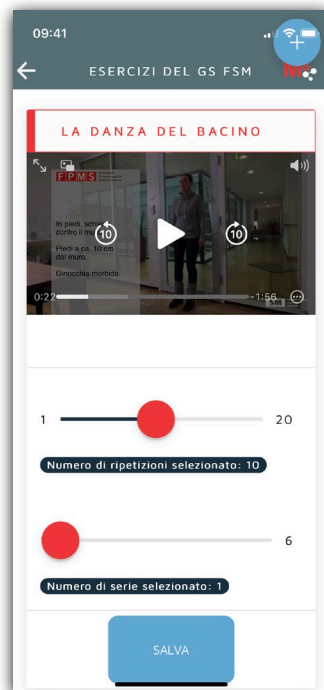 09:41
ESERCIZI DEL GS FSM
LA DANZA DEL BACINO
FPMS
In piedi, schiena
contro il muro
Piedi a ca. 10 cm
dal muro.
Ginocchia morbide.
10
10
0:22
-1:56
1
20
Numero di ripetizioni selezionato: 10
6
Numero di serie selezionato: 1
SALVA